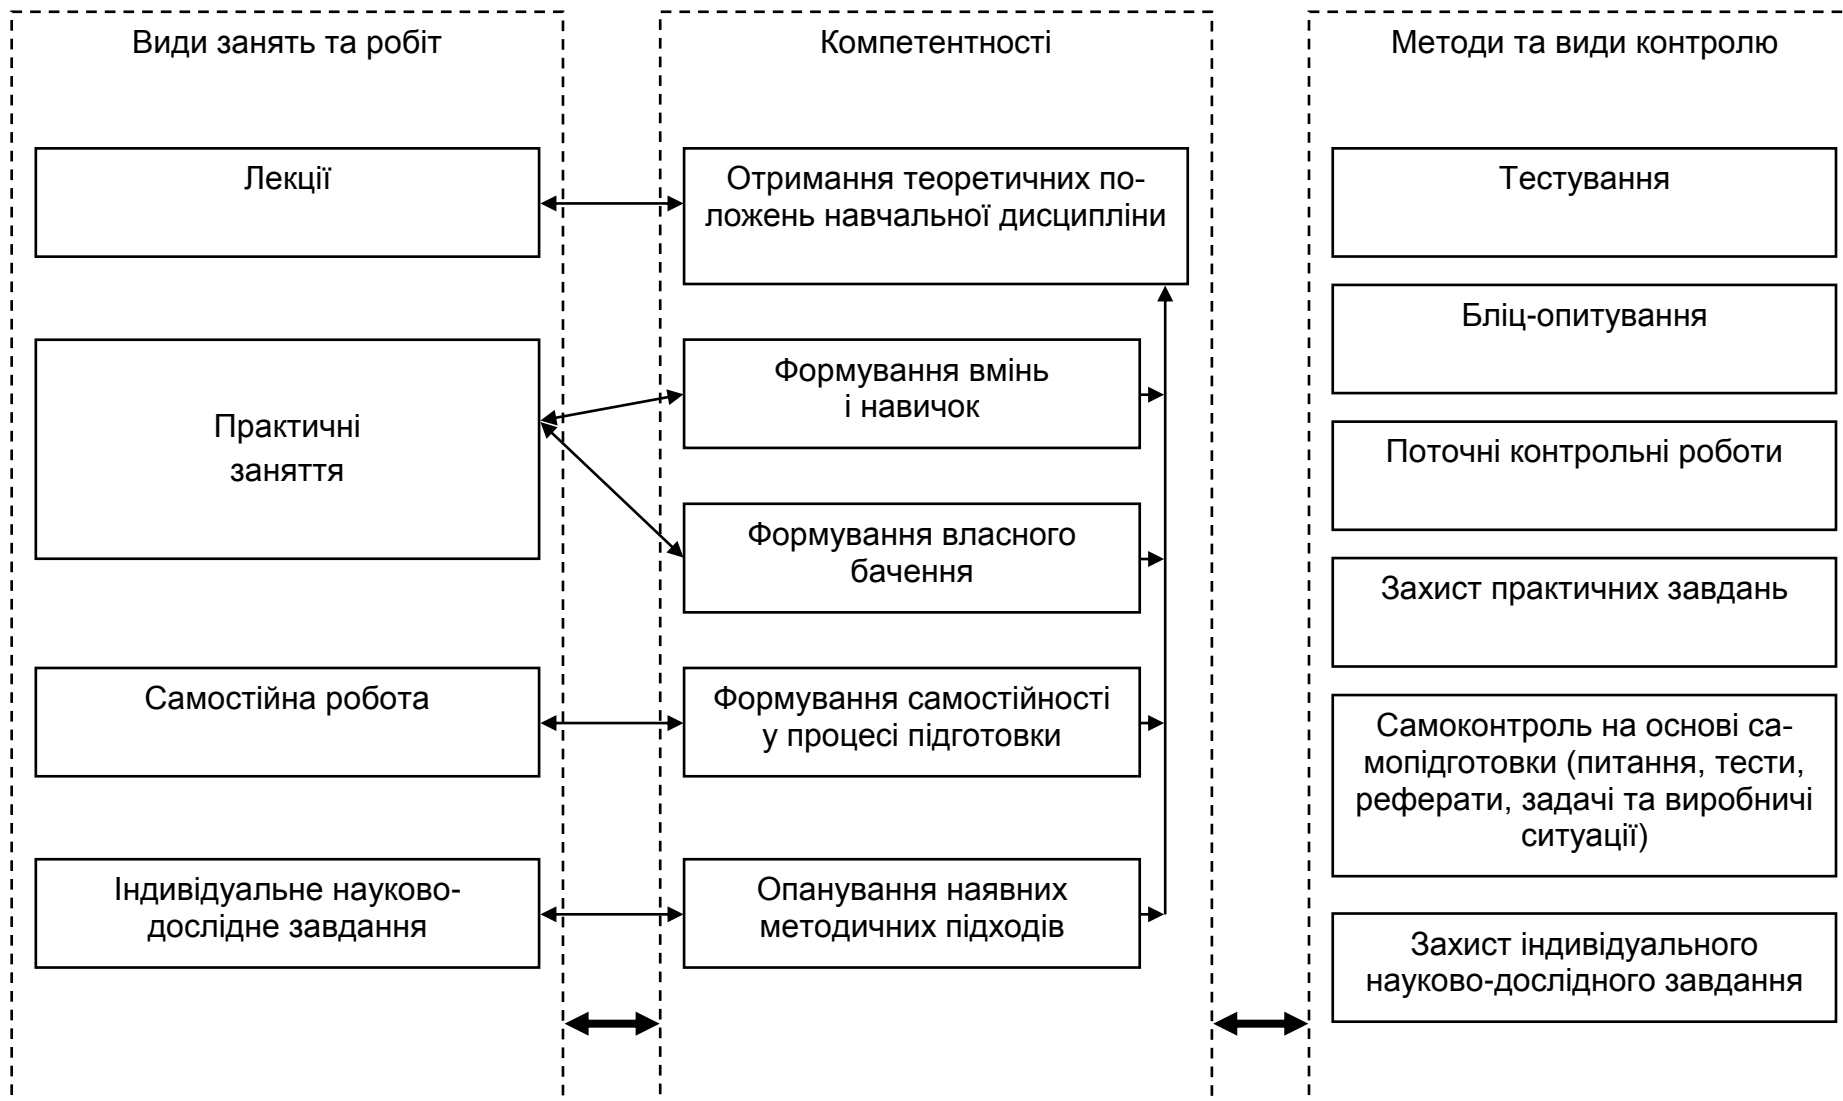 Види занять та робіт
Лекції
Практичні
заняття
Самостійна робота
Індивідуальне науково-
дослідне завдання
Компетентності
Отримання теоретичних по-
ложень навчальної дисципліни
Формування вмінь
і навичок
Формування власного
бачення
Формування самостійності
у процесі підготовки
Опанування наявних
методичних підходів
Методи та види контролю
Тестування
Бліц-опитування
Поточні контрольні роботи
Захист практичних завдань
Самоконтроль на основі са-
мопідготовки (питання, тести,
реферати, задачі та виробничі
ситуації)
Захист індивідуального
науково-дослідного завдання